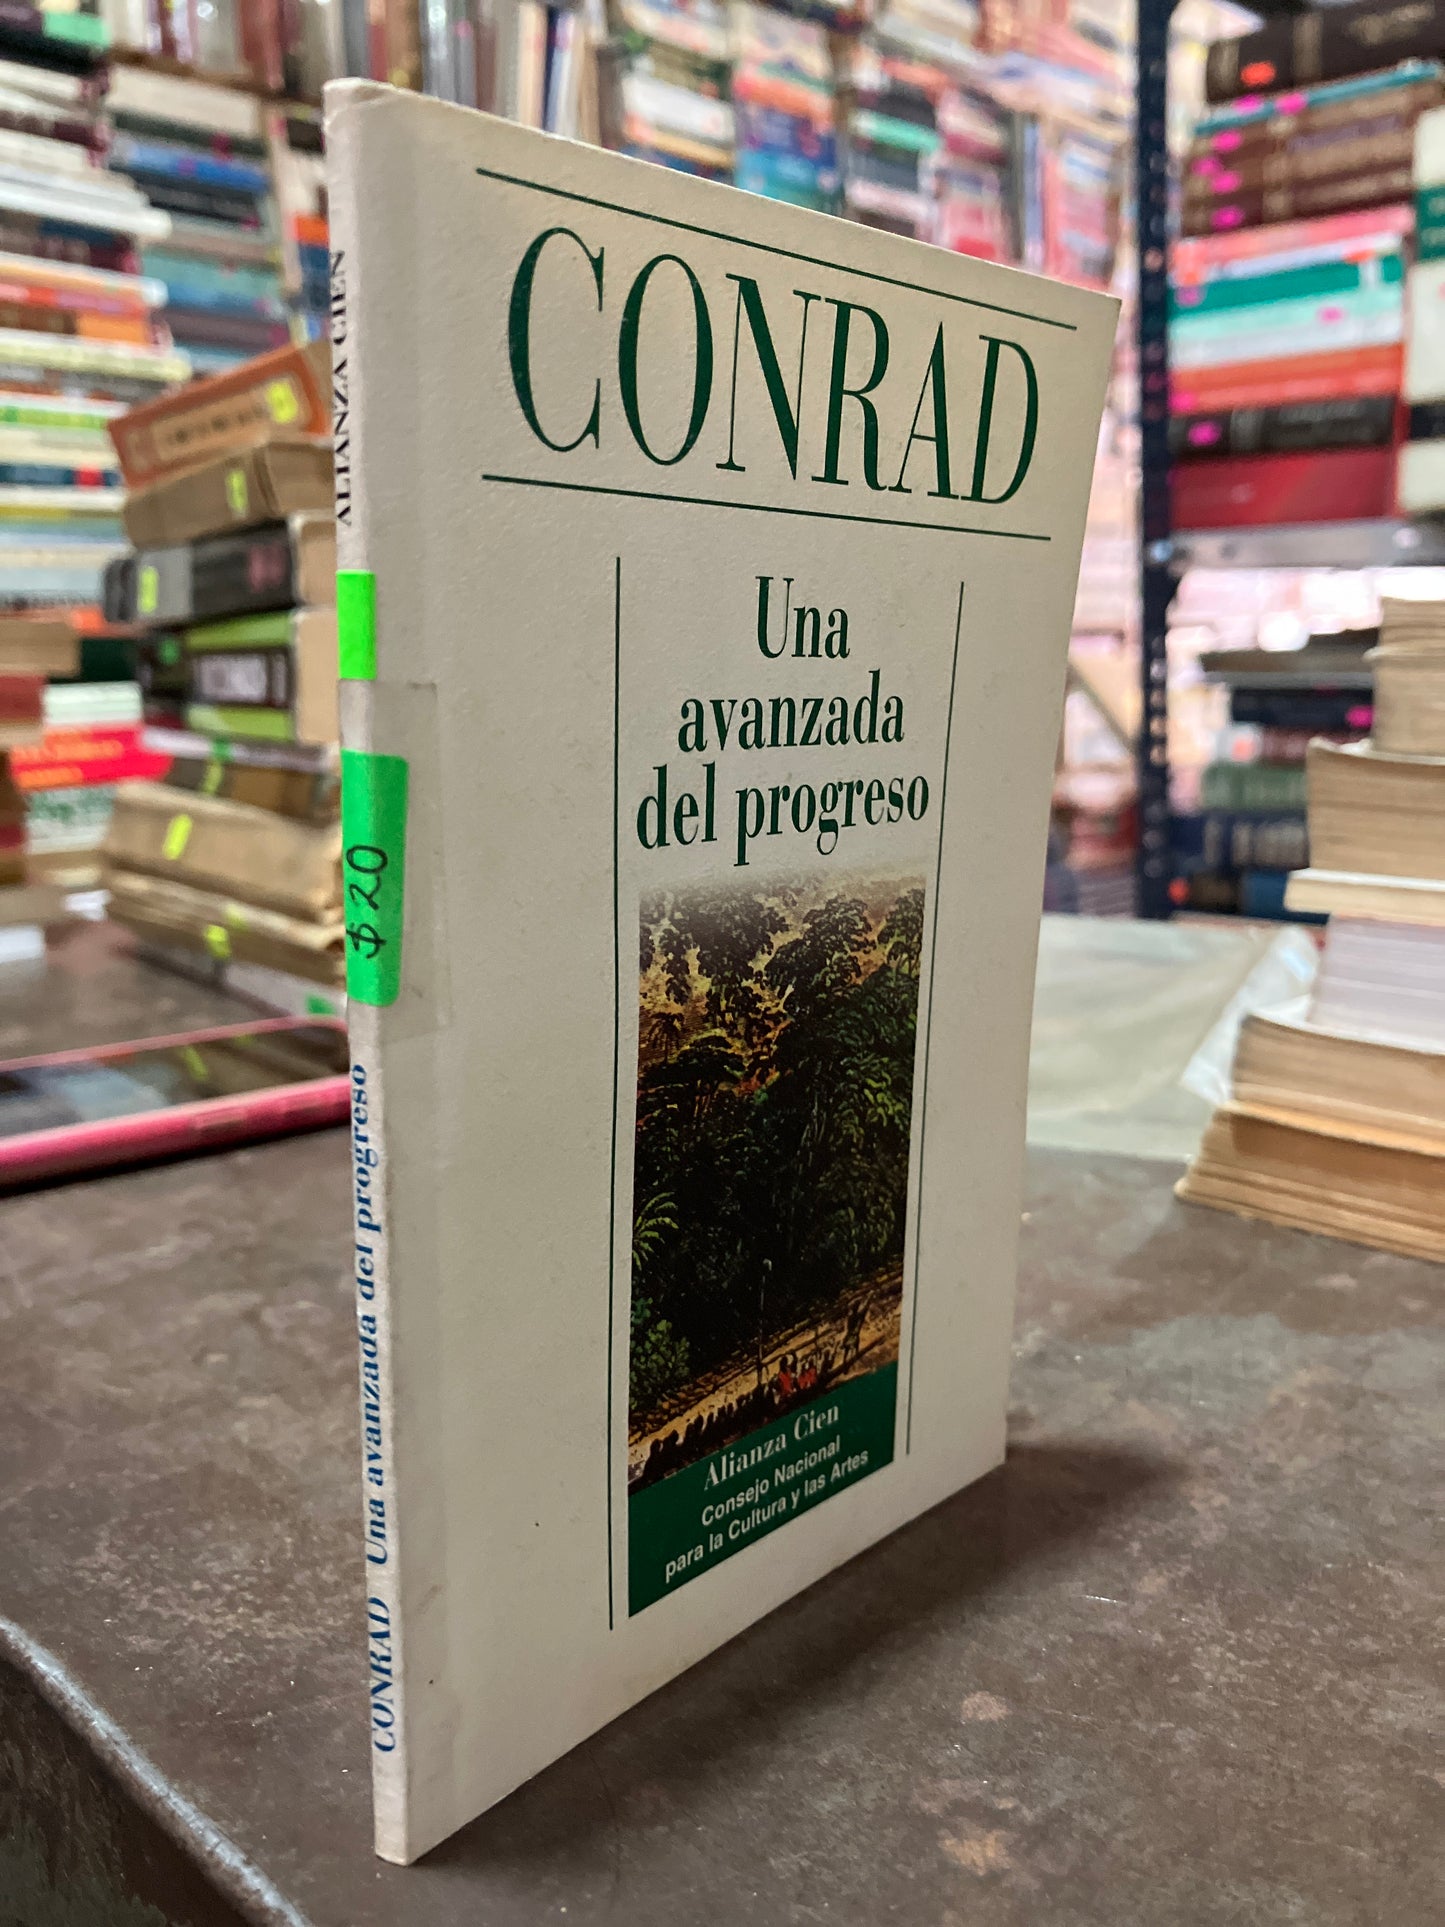 CONRAD
Una
avanzada
del progreso
Alianza Cien
Consejo Nacional
para la Cultura y las Artes
ALIANZA CIEN
$20
CONRAD Una avanzada del progreso